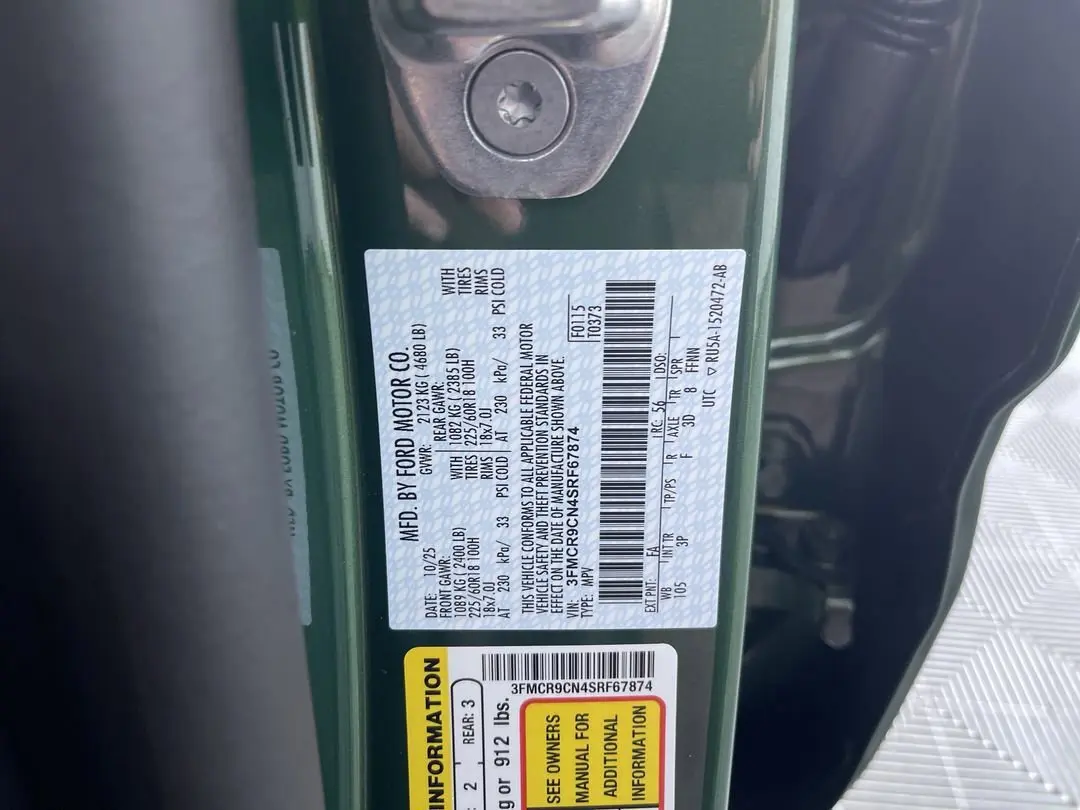 MFD. BY FORD MOTOR CO.
DATE: 10/25
GVWR: 2123 KG ( 4680 LB)
FRONT GAWR:
REAR GAWR:
1089 KG ( 2400 LB)
WITH
1082 KG ( 2385 LB)
WITH
225/60R18 100H
TIRES
225/60R18 100H
TIRES
18x7.0J
RIMS
18x7.0J
RIMS
AT 230 kPa/ 33 PSI COLD
AT 230 kPa/ 33 PSI COLD
THIS VEHICLE CONFORMS TO ALL APPLICABLE FEDERAL MOTOR
VEHICLE SAFETY AND THEFT PREVENTION STANDARDS IN
EFFECT ON THE DATE OF MANUFACTURE SHOWN ABOVE.
VIN: 3FMCR9CN4SRF67874
TYPE: MPV
F0115
T0373
EXT PNT: FA RC: 56 DSO:
WB INT TR TP/PS R AXLE TR SPR
105 3P F 3D 8 FFNN
UTC ▽ RU5A-1520472-AB
INFORMATION
2 REAR: 3
3FMCR9CN4SRF67874
g or 912 lbs.
SEE OWNERS
MANUAL FOR
ADDITIONAL
INFORMATION